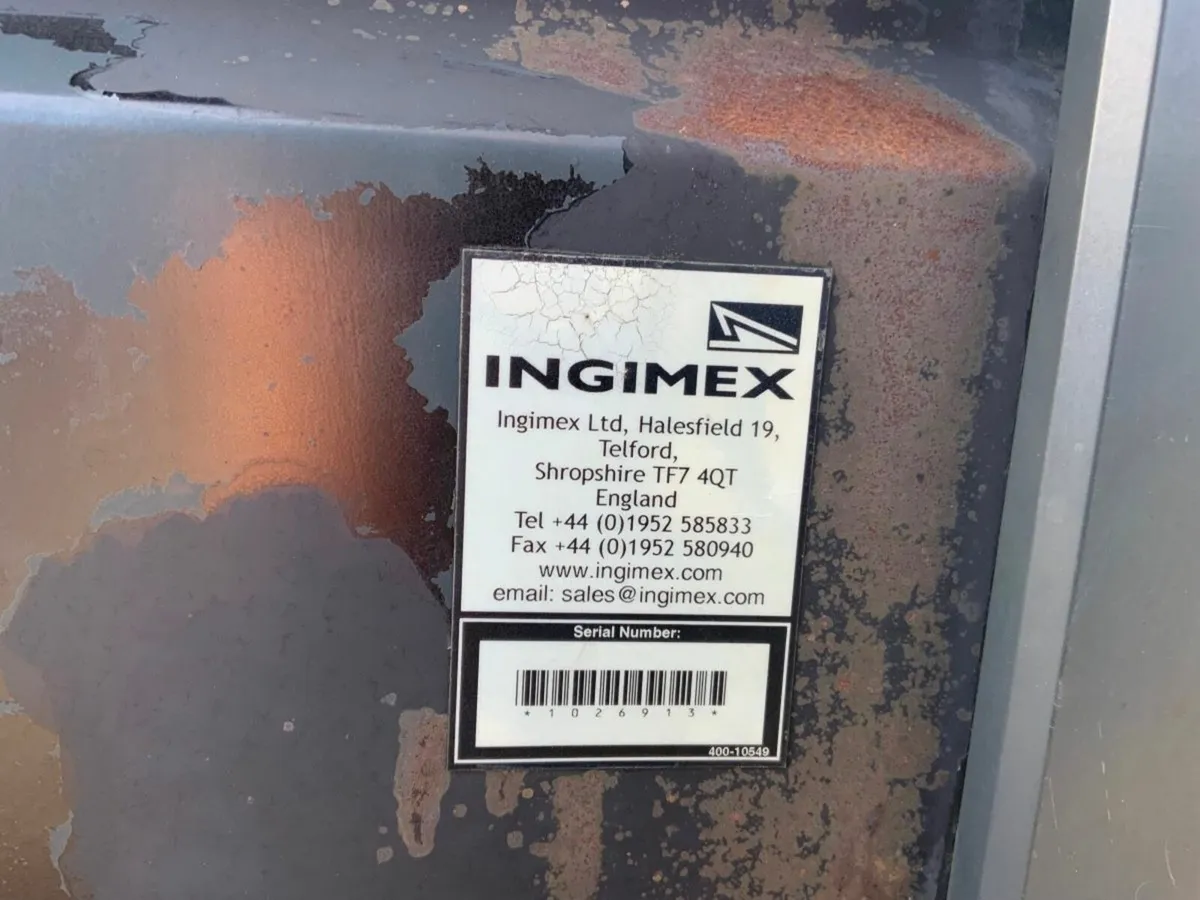 INGIMEX
Ingimex Ltd, Halesfield 19,
Telford,
Shropshire TF7 4QT
England
Tel +44 (0)1952 585833
Fax +44 (0)1952 580940
www.ingimex.com
email: sales@ingimex.com
Serial Number:
*1026913*
400-10549